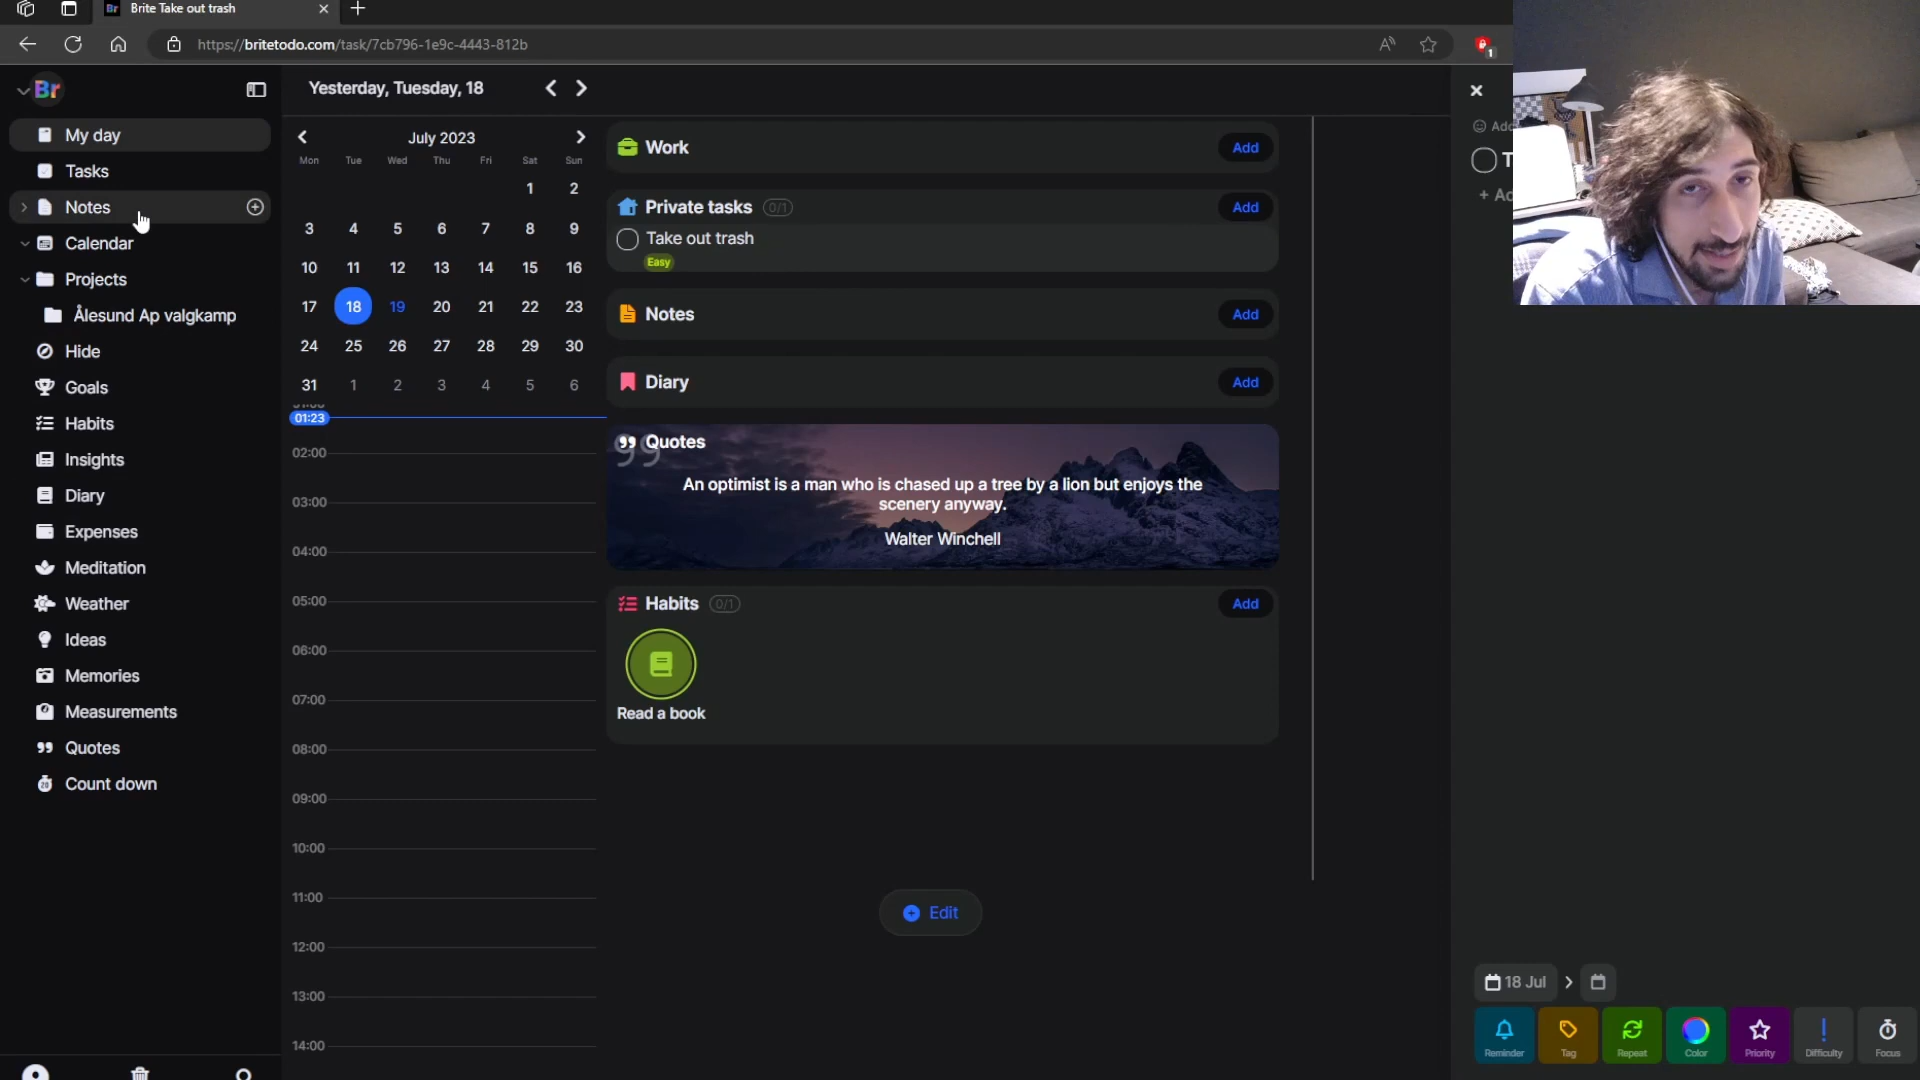 Br Brite Take out trash
https://britetodo.com/task/7cb796-1e9c-4443-812b
1
Br
My day
Tasks
Notes
Calendar
Projects
Ålesund Ap valgkamp
Hide
Goals
Habits
Insights
Diary
Expenses
Meditation
Weather
Ideas
Memories
Measurements
Quotes
Count down
Yesterday, Tuesday, 18
July 2023
Mon Tue Wed Thu Fri Sat Sun
1 2
3 4 5 6 7 8 9
10 11 12 13 14 15 16
17 18 19 20 21 22 23
24 25 26 27 28 29 30
31 1 2 3 4 5 6
01:23
02:00
03:00
04:00
05:00
06:00
07:00
08:00
09:00
10:00
11:00
12:00
13:00
14:00
Work Add
Private tasks 0/1 Add
Take out trash
Easy
Notes Add
Diary Add
Quotes
An optimist is a man who is chased up a tree by a lion but enjoys the
scenery anyway.
Walter Winchell
Habits 0/1 Add
Read a book
Edit
18 Jul
Reminder Tag Repeat Color Priority Difficulty Focus